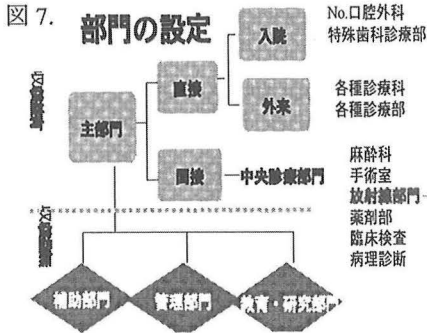 図 7.
部門の設定
入院
No.口腔外科
特殊歯科診療部
直接
外来
各種診療科
各種診療部
主部門
間接
中央診療部門
麻酔科
手術室
放射線部門
薬剤部
臨床検査
病理診断
補助部門
管理部門
教育・研究部門